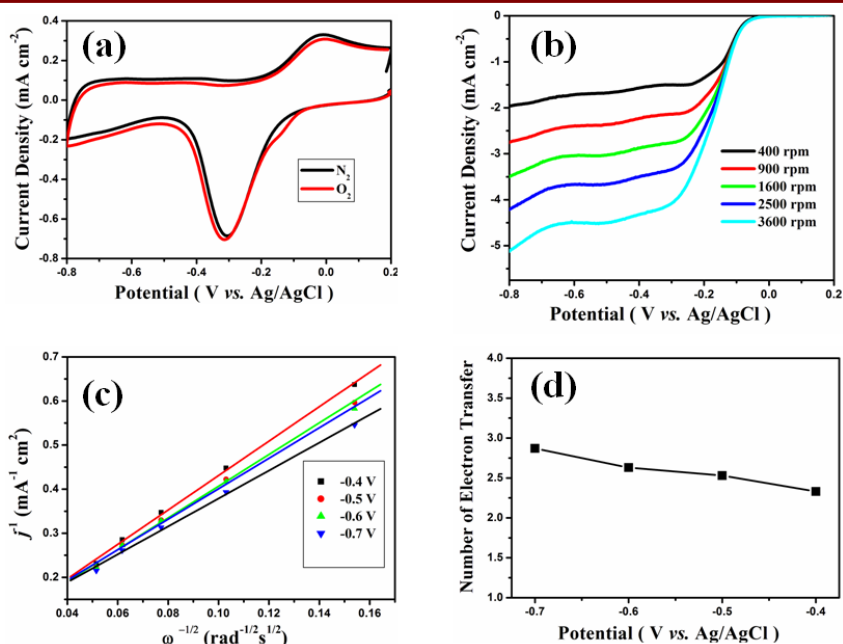 (a)
Current Density (mA cm⁻²)
0.4
0.2
0.0
-0.2
-0.4
-0.6
-0.8
N₂
O₂
-0.8 -0.6 -0.4 -0.2 0.0 0.2
Potential ( V vs. Ag/AgCl )
(b)
Current Density (mA cm⁻²)
0
-1
-2
-3
-4
-5
400 rpm
900 rpm
1600 rpm
2500 rpm
3600 rpm
-0.8 -0.6 -0.4 -0.2 0.0 0.2
Potential ( V vs. Ag/AgCl )
(c)
j⁻¹ (mA⁻¹ cm²)
0.7
0.6
0.5
0.4
0.3
0.2
-0.4 V
-0.5 V
-0.6 V
-0.7 V
0.04 0.06 0.08 0.10 0.12 0.14 0.16
ω ⁻¹/² (rad⁻¹/²s¹/²)
(d)
Number of Electron Transfer
4.0
3.5
3.0
2.5
2.0
1.5
1.0
-0.7 -0.6 -0.5 -0.4
Potential ( V vs. Ag/AgCl )